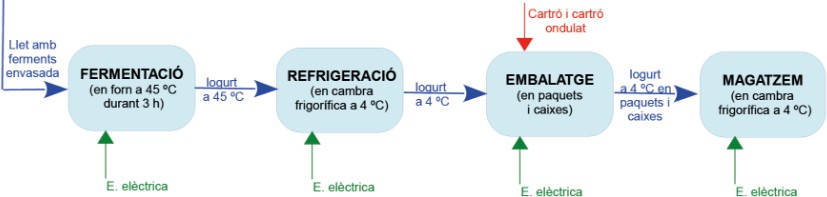 Cartró i cartró
ondulat
Llet amb
ferments
envasada
FERMENTACIÓ
(en forn a 45 ºC
durant 3 h)
Iogurt
a 45 ºC
REFRIGERACIÓ
(en cambra
frigorífica a 4 ºC)
Iogurt
a 4 ºC
EMBALATGE
(en paquets
i caixes)
Iogurt
a 4 ºC en
paquets i
caixes
MAGATZEM
(en cambra
frigorífica a 4 ºC)
E. elèctrica
E. elèctrica
E. elèctrica
E. elèctrica